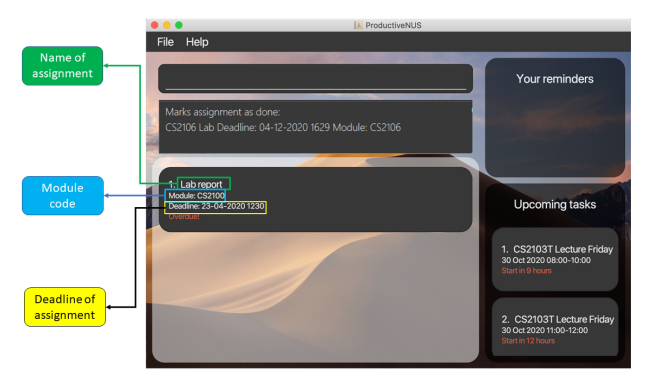 ProductiveNUS
File Help
Name of
assignment
Module
code
Deadline of
assignment
Marks assignment as done:
CS2106 Lab Deadline: 04-12-2020 1629 Module: CS2106
1. Lab report
Module: CS2100
Deadline: 23-04-2020 1230
Overdue!
Your reminders
Upcoming tasks
1. CS2103T Lecture Friday
30 Oct 2020 08:00-10:00
Start in 9 hours
2. CS2103T Lecture Friday
30 Oct 2020 11:00-12:00
Start in 12 hours